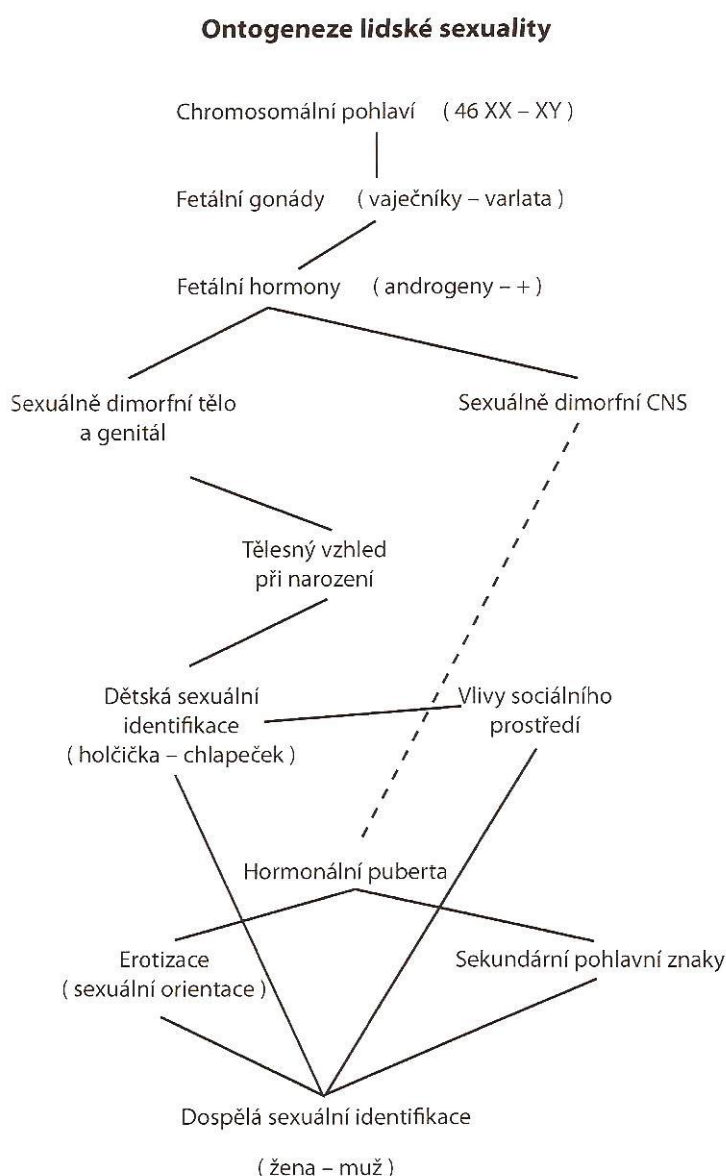 Ontogeneze lidské sexuality
Chromosomální pohlaví ( 46 XX – XY )
Fetální gonády ( vaječníky – varlata )
Fetální hormony ( androgeny – + )
Sexuálně dimorfní tělo
a genitál
Sexuálně dimorfní CNS
Tělesný vzhled
při narození
Dětská sexuální
identifikace
( holčička – chlapeček )
Vlivy sociálního
prostředí
Hormonální puberta
Erotizace
( sexuální orientace )
Sekundární pohlavní znaky
Dospělá sexuální identifikace
( žena – muž )